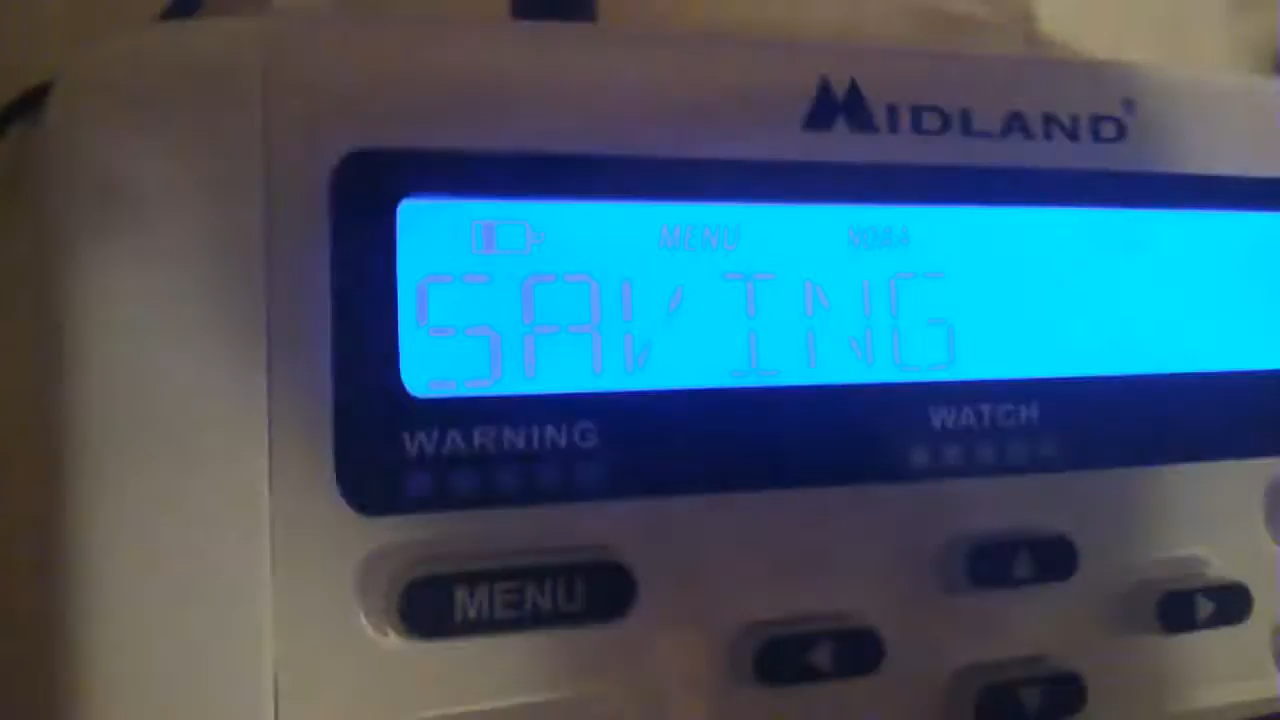 MIDLAND
MENU NOAA
SAVING
WARNING WATCH
MENU